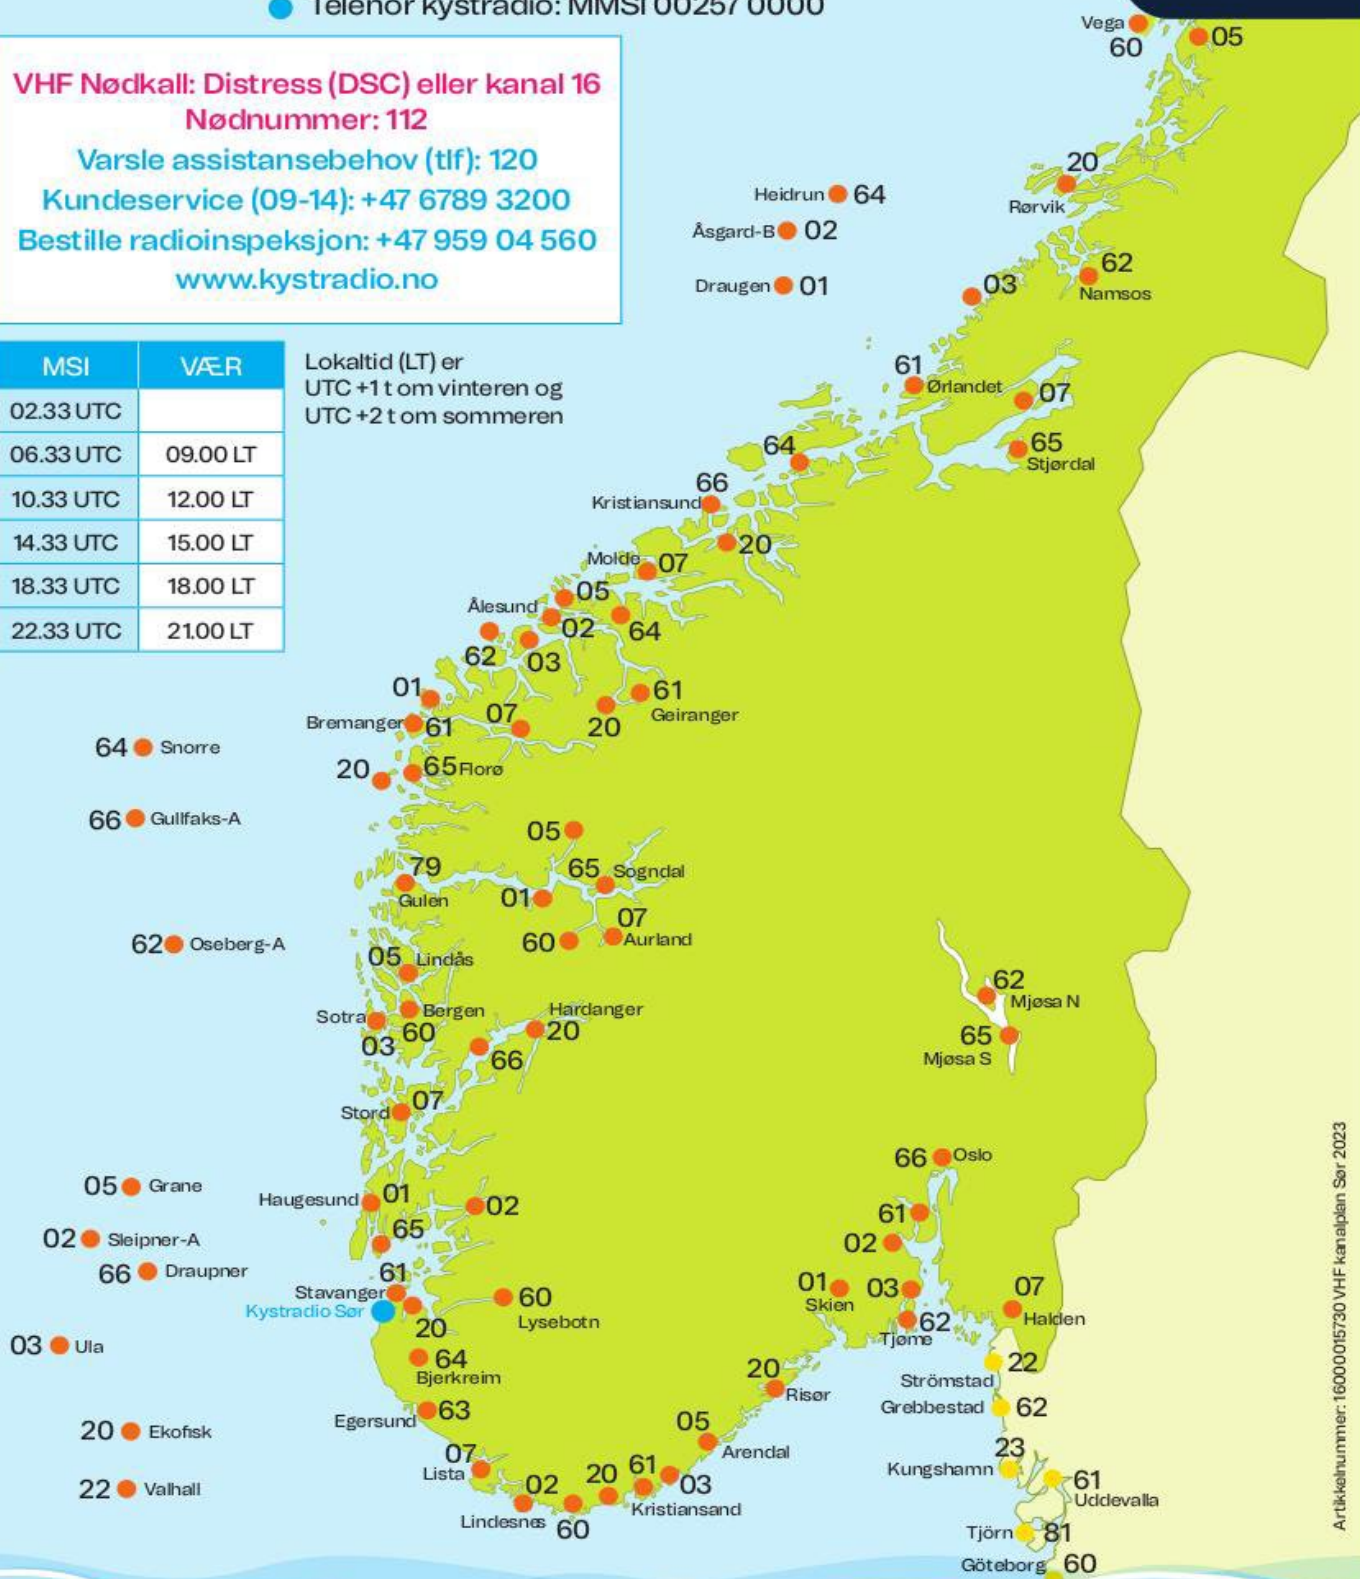 Telenor kystradio: MMSI 00257 0000
VHF Nødkall: Distress (DSC) eller kanal 16
Nødnummer: 112
Varsle assistansebehov (tlf): 120
Kundeservice (09-14): +47 6789 3200
Bestille radioinspeksjon: +47 959 04 560
www.kystradio.no
MSI VÆR
02.33 UTC
06.33 UTC 09.00 LT
10.33 UTC 12.00 LT
14.33 UTC 15.00 LT
18.33 UTC 18.00 LT
22.33 UTC 21.00 LT
Lokaltid (LT) er
UTC +1 t om vinteren og
UTC +2 t om sommeren
Vega
60
05
20
Rørvik
Heidrun 64
Åsgard-B 02
Draugen 01
62
Namsos
03
61
Ørlandet
07
65
Stjørdal
64
66
Kristiansund
20
Molde 07
05
Ålesund
02
64
62
03
01
61
Geiranger
Bremanger 61
07
20
64 Snorre
20
65 Florø
66 Gullfaks-A
05
79
Gulen
65 Sogndal
01
07
Aurland
60
62 Oseberg-A
05 Lindås
Bergen
60
Sotra
03
Hardanger
20
66
62
Mjøsa N
65
Mjøsa S
Stord 07
66 Oslo
05 Grane
Haugesund 01
02
65
61
02
02 Sleipner-A
66 Draupner
61
Stavanger
Kystradio Sør
20
60
Lysebotn
01
Skien
03
07
Halden
62
Tjøme
03 Ula
64
Bjerkreim
22
Strömstad
20
Risør
Grebbestad 62
63
Egersund
20 Ekofisk
05
Arendal
07
Lista
23
Kungshamn
61
Uddevalla
22 Valhall
02
Lindesnes
60
20
61
Kristiansand
03
Tjörn 81
Göteborg 60
Artikkelnummer: 16000015730 VHF kanalplan Sør 2023